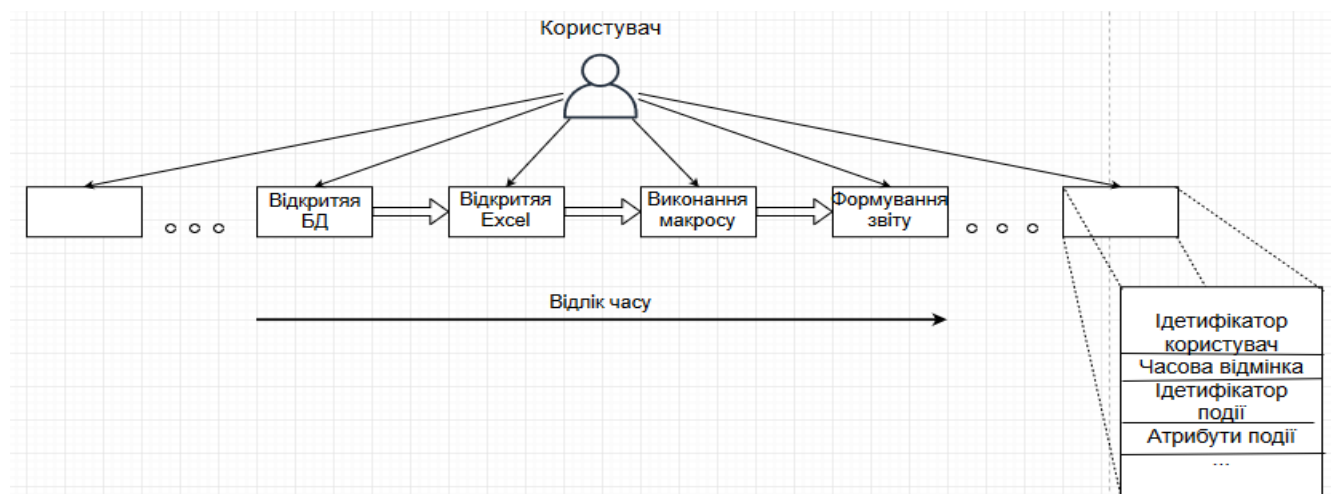 Користувач
Відкритяя
БД
Відкритяя
Excel
Виконання
макросу
Формування
звіту
Відлік часу
Ідетифікатор
користувач
Часова відмінка
Ідетифікатор
події
Атрибути події
...